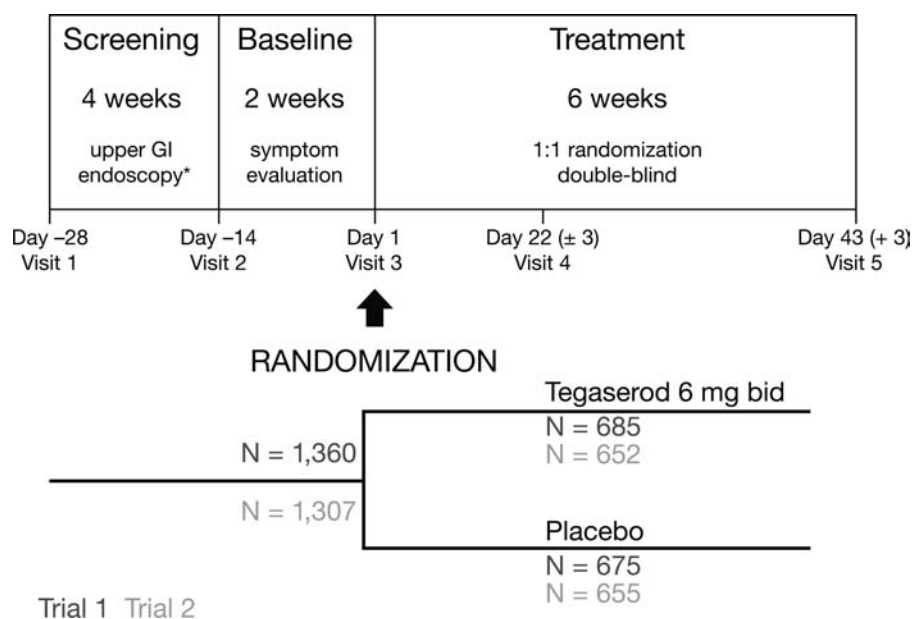 Screening
4 weeks
upper GI
endoscopy*
Baseline
2 weeks
symptom
evaluation
Treatment
6 weeks
1:1 randomization
double-blind
Day –28
Visit 1
Day –14
Visit 2
Day 1
Visit 3
Day 22 (± 3)
Visit 4
Day 43 (+ 3)
Visit 5
RANDOMIZATION
N = 1,360
N = 1,307
Tegaserod 6 mg bid
N = 685
N = 652
Placebo
N = 675
N = 655
Trial 1 Trial 2